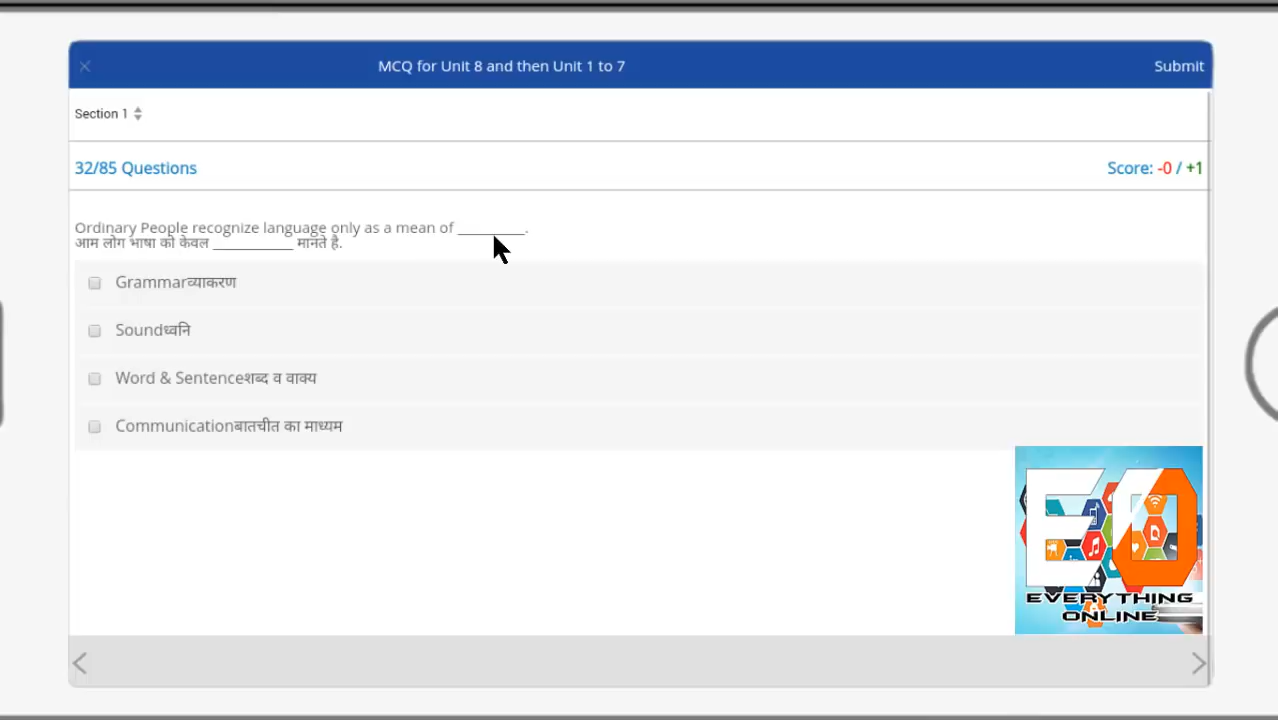 MCQ for Unit 8 and then Unit 1 to 7
Submit
Section 1
32/85 Questions
Score: -0 / +1
Ordinary People recognize language only as a mean of ________.
आम लोग भाषा को केवल __________ मानते है.
Grammarव्याकरण
Soundध्वनि
Word & Sentenceशब्द व वाक्य
Communicationबातचीत का माध्यम
EO
EVERYTHING
ONLINE